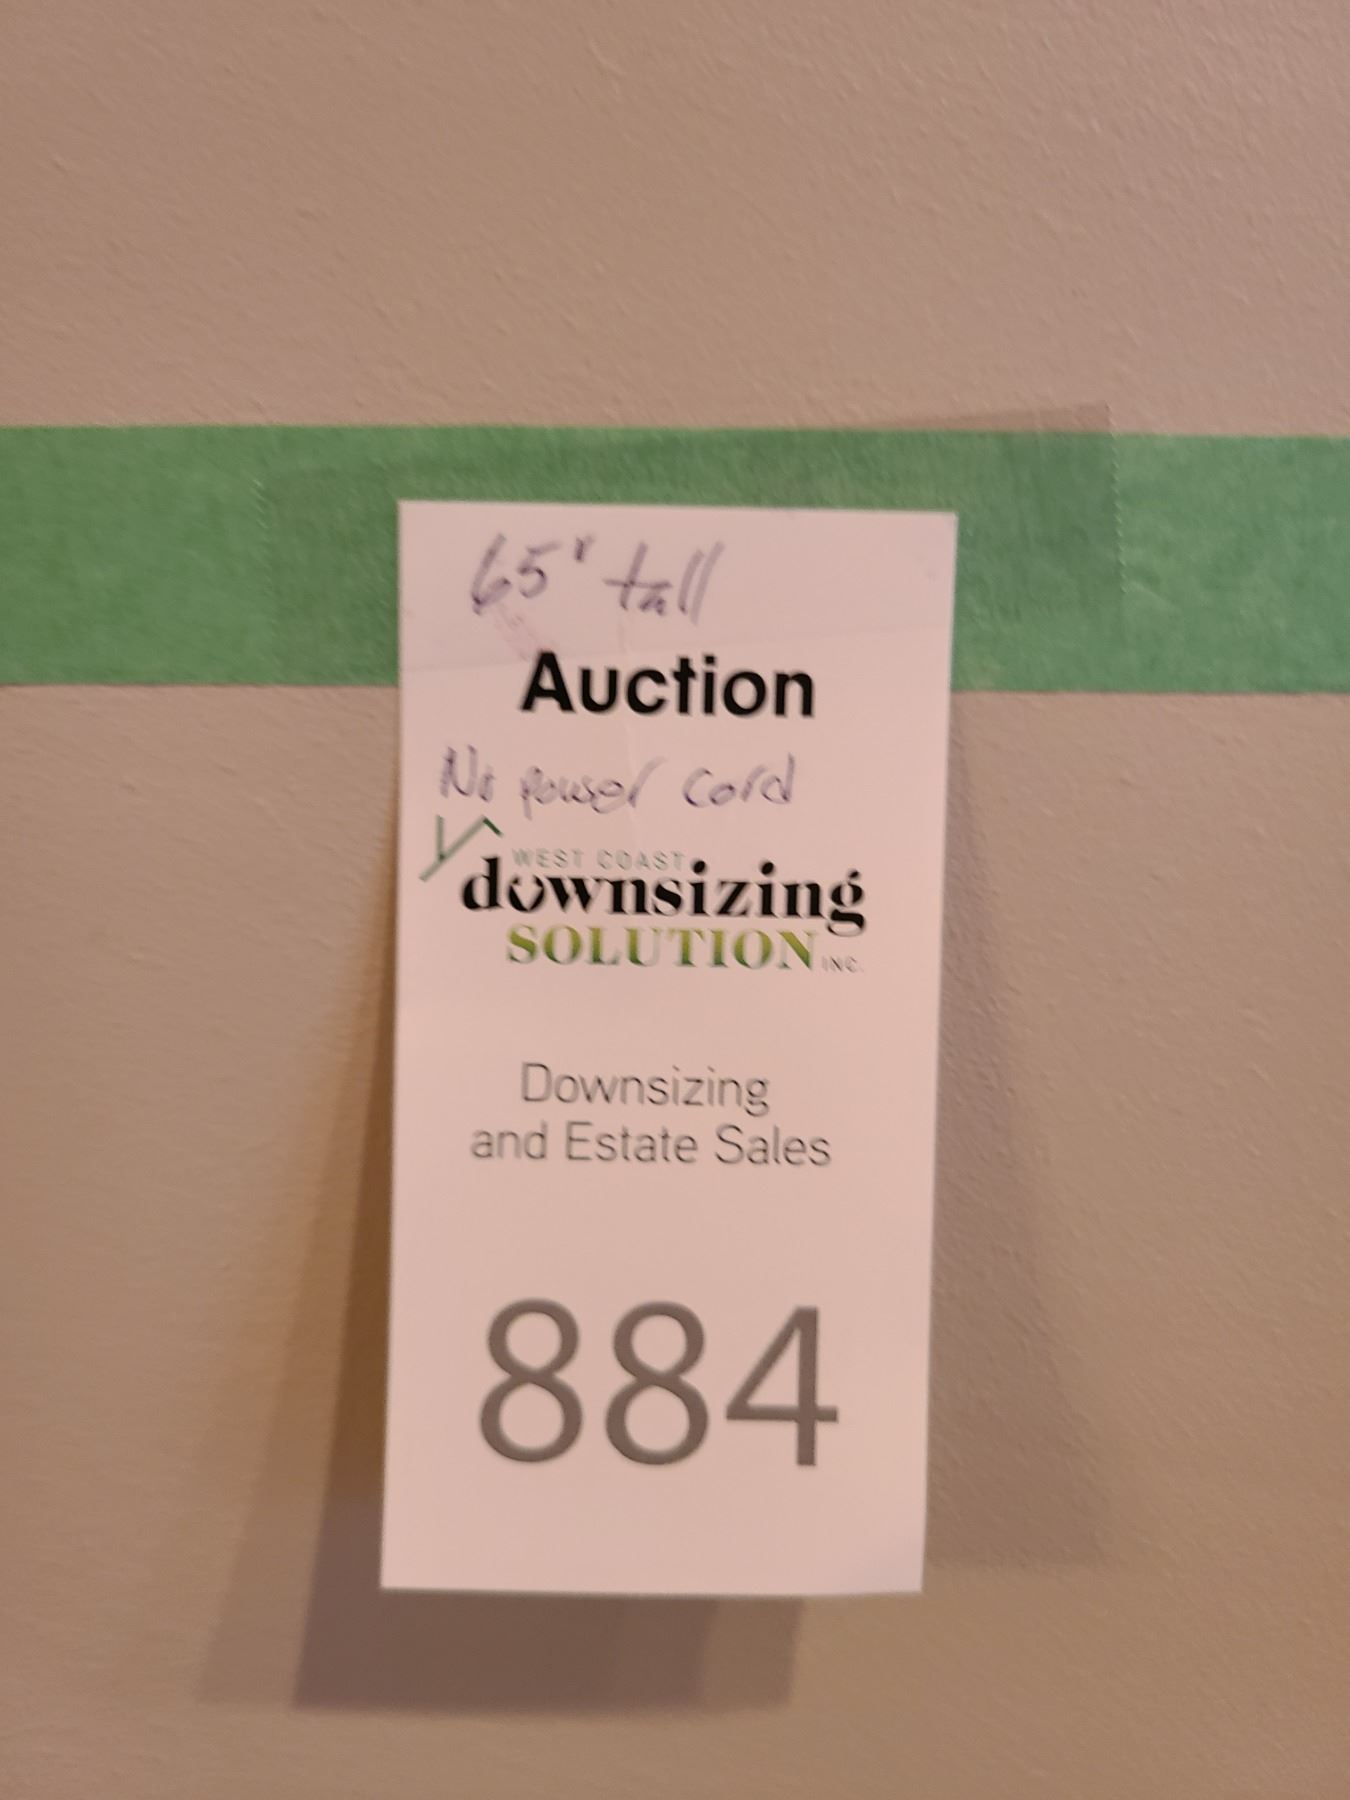 65" tall
Auction
No power cord
WEST COAST
downsizing
SOLUTION INC.
Downsizing
and Estate Sales
884